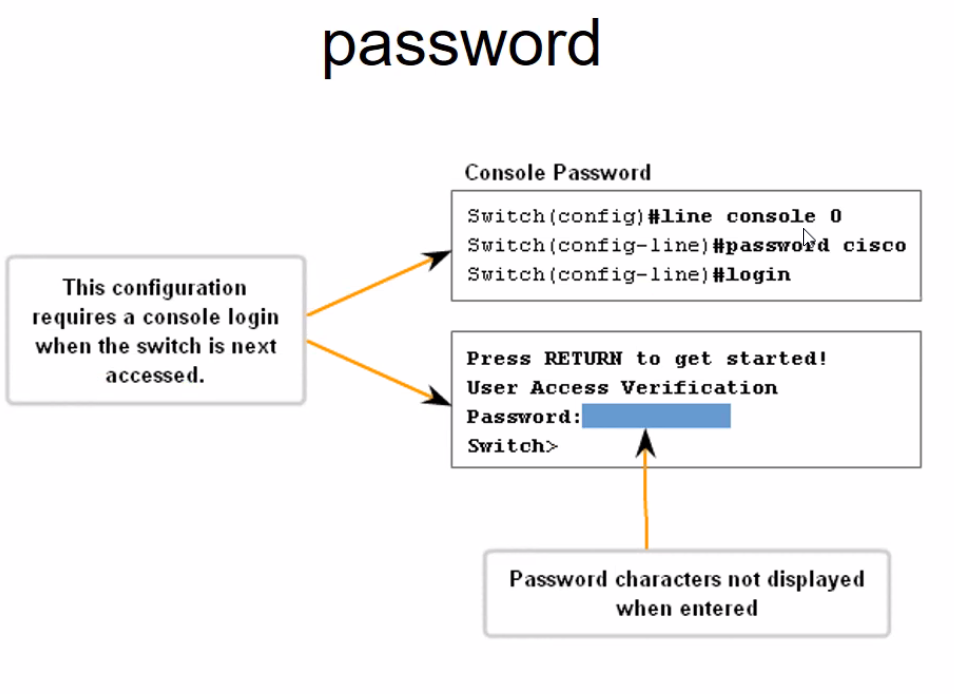 password
Console Password
Switch(config)#line console 0
Switch(config-line)#password cisco
Switch(config-line)#login
This configuration
requires a console login
when the switch is next
accessed.
Press RETURN to get started!
User Access Verification
Password:
Switch>
Password characters not displayed
when entered